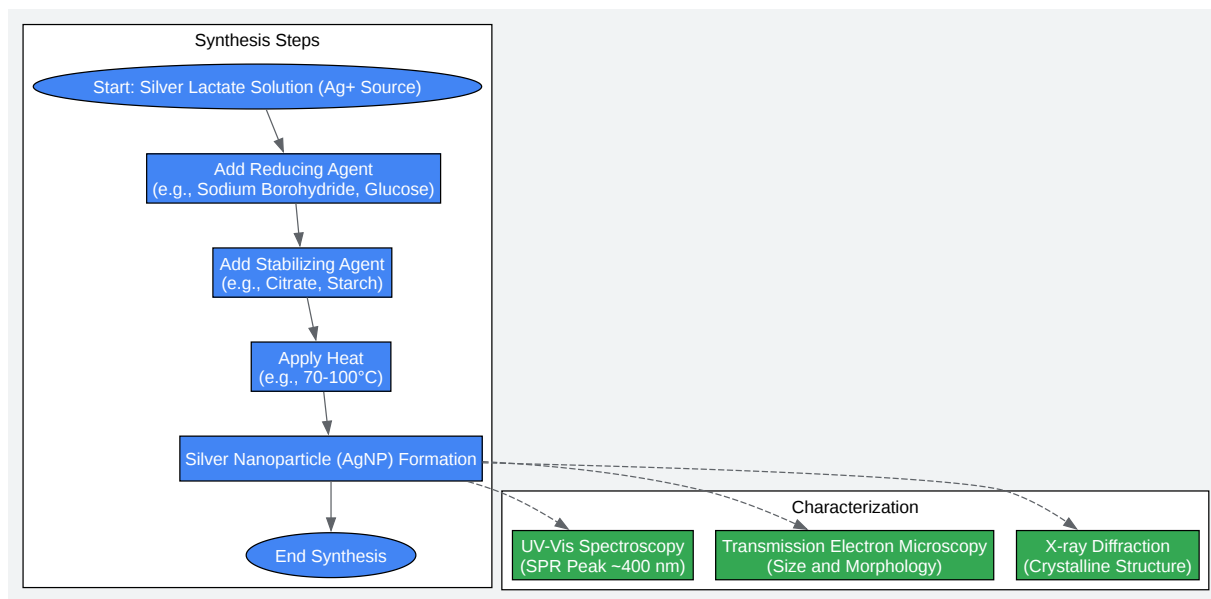 Synthesis Steps
Start: Silver Lactate Solution (Ag+ Source)
Add Reducing Agent
(e.g., Sodium Borohydride, Glucose)
Add Stabilizing Agent
(e.g., Citrate, Starch)
Apply Heat
(e.g., 70-100°C)
Silver Nanoparticle (AgNP) Formation
End Synthesis
Characterization
UV-Vis Spectroscopy
(SPR Peak ~400 nm)
Transmission Electron Microscopy
(Size and Morphology)
X-ray Diffraction
(Crystalline Structure)